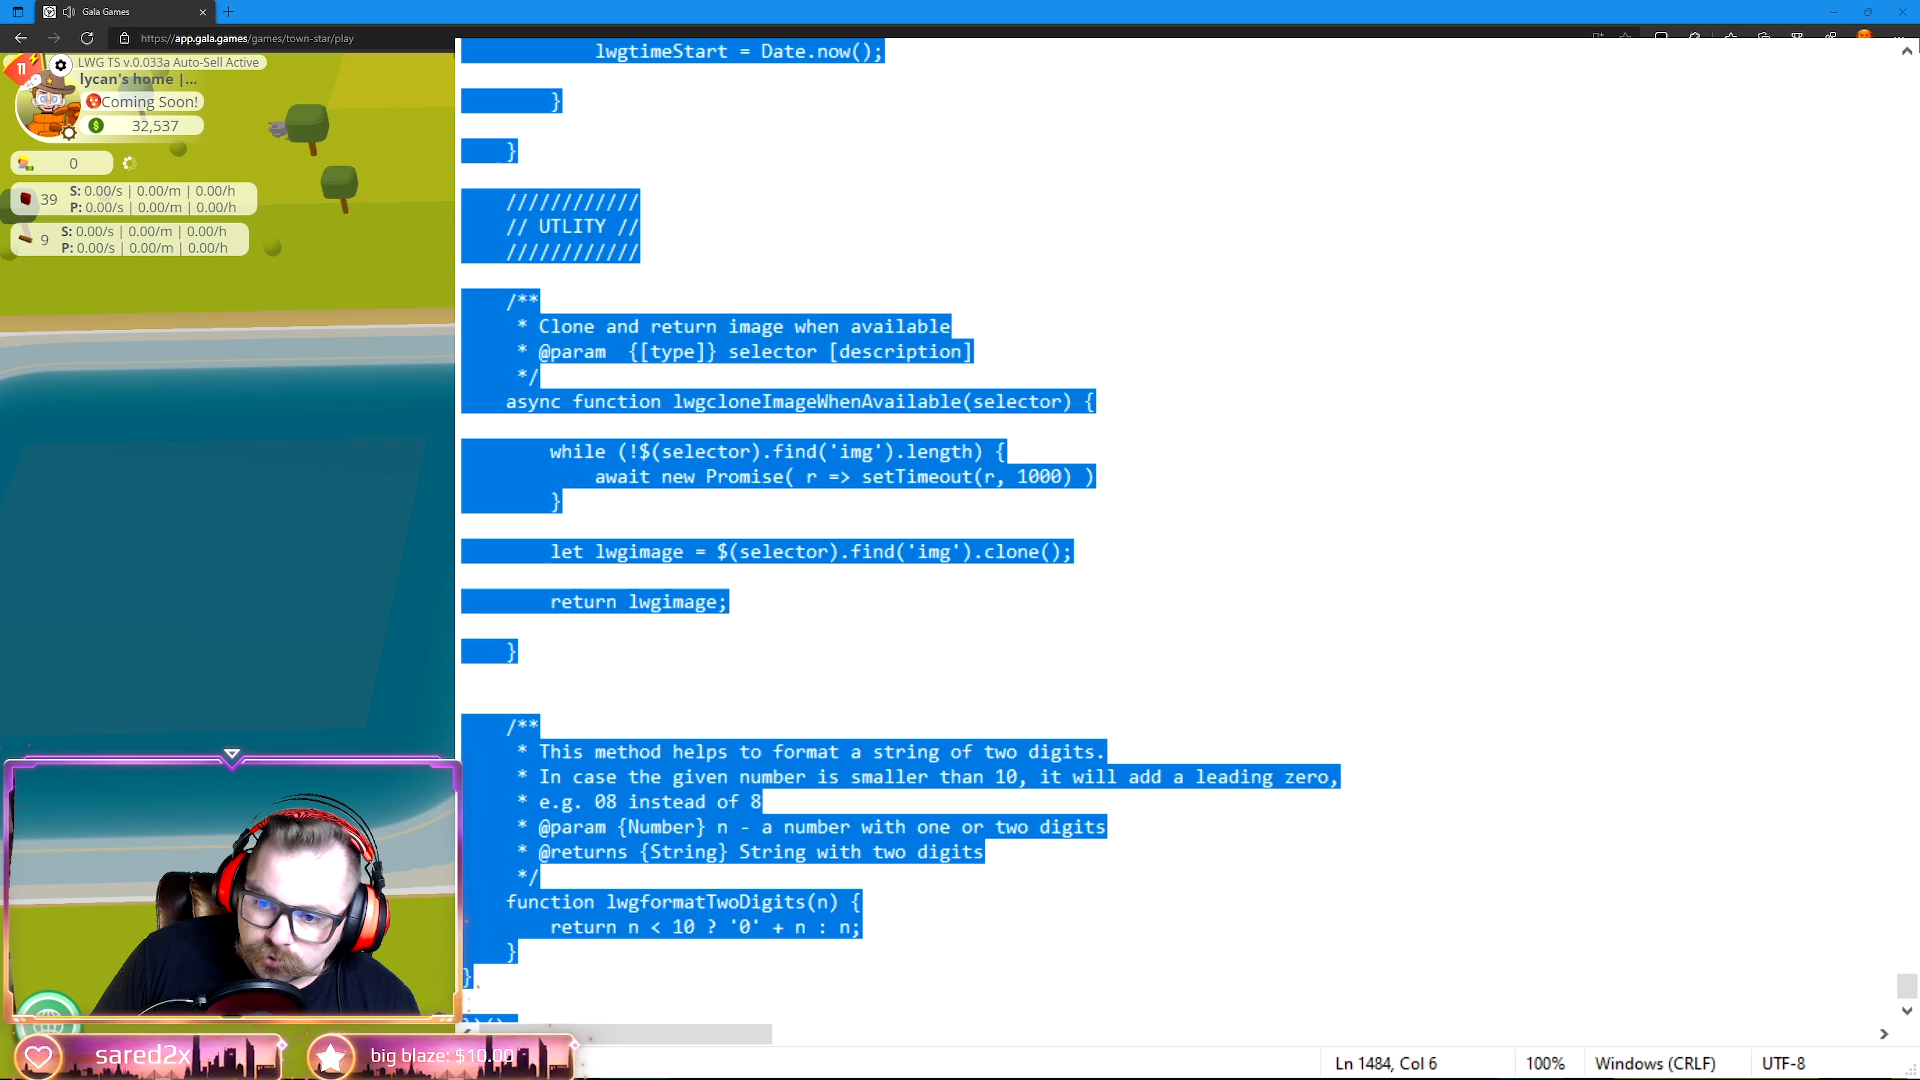 Gala Games
https://app.gala.games/games/town-star/play
LWG TS v.0.033a Auto-Sell Active
lycan's home |...
Coming Soon!
32,537
0
39
S: 0.00/s | 0.00/m | 0.00/h
P: 0.00/s | 0.00/m | 0.00/h
9
S: 0.00/s | 0.00/m | 0.00/h
P: 0.00/s | 0.00/m | 0.00/h
lwgtimeStart = Date.now();
}
}
////////////
// UTLITY //
////////////
/**
* Clone and return image when available
* @param  {[type]} selector [description]
*/
async function lwgcloneImageWhenAvailable(selector) {
while (!$(selector).find('img').length) {
await new Promise( r => setTimeout(r, 1000) )
}
let lwgimage = $(selector).find('img').clone();
return lwgimage;
}
/**
* This method helps to format a string of two digits.
* In case the given number is smaller than 10, it will add a leading zero,
* e.g. 08 instead of 8
* @param {Number} n - a number with one or two digits
* @returns {String} String with two digits
*/
function lwgformatTwoDigits(n) {
return n < 10 ? '0' + n : n;
}
}
sared2x
big blaze: $10.00
Ln 1484, Col 6
100%
Windows (CRLF)
UTF-8